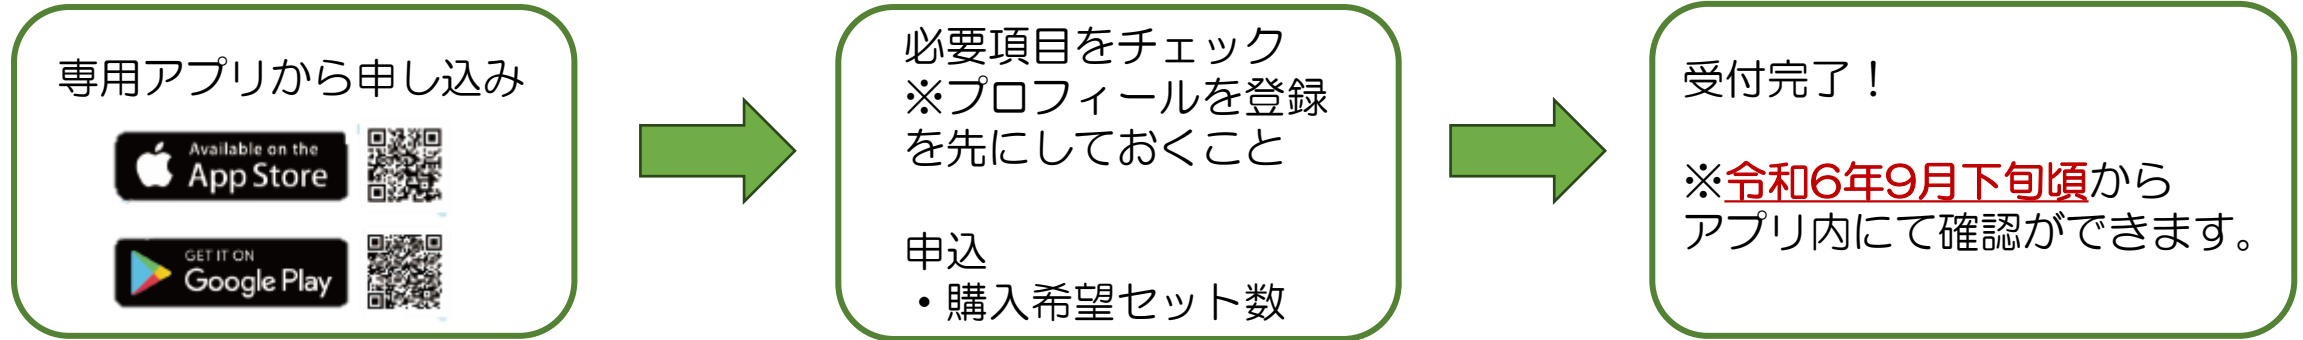 専用アプリから申し込み
Available on the
App Store
GET IT ON
Google Play
必要項目をチェック
※プロフィールを登録
を先にしておくこと
申込
・購入希望セット数
受付完了！
※令和6年9月下旬頃から
アプリ内にて確認ができます。